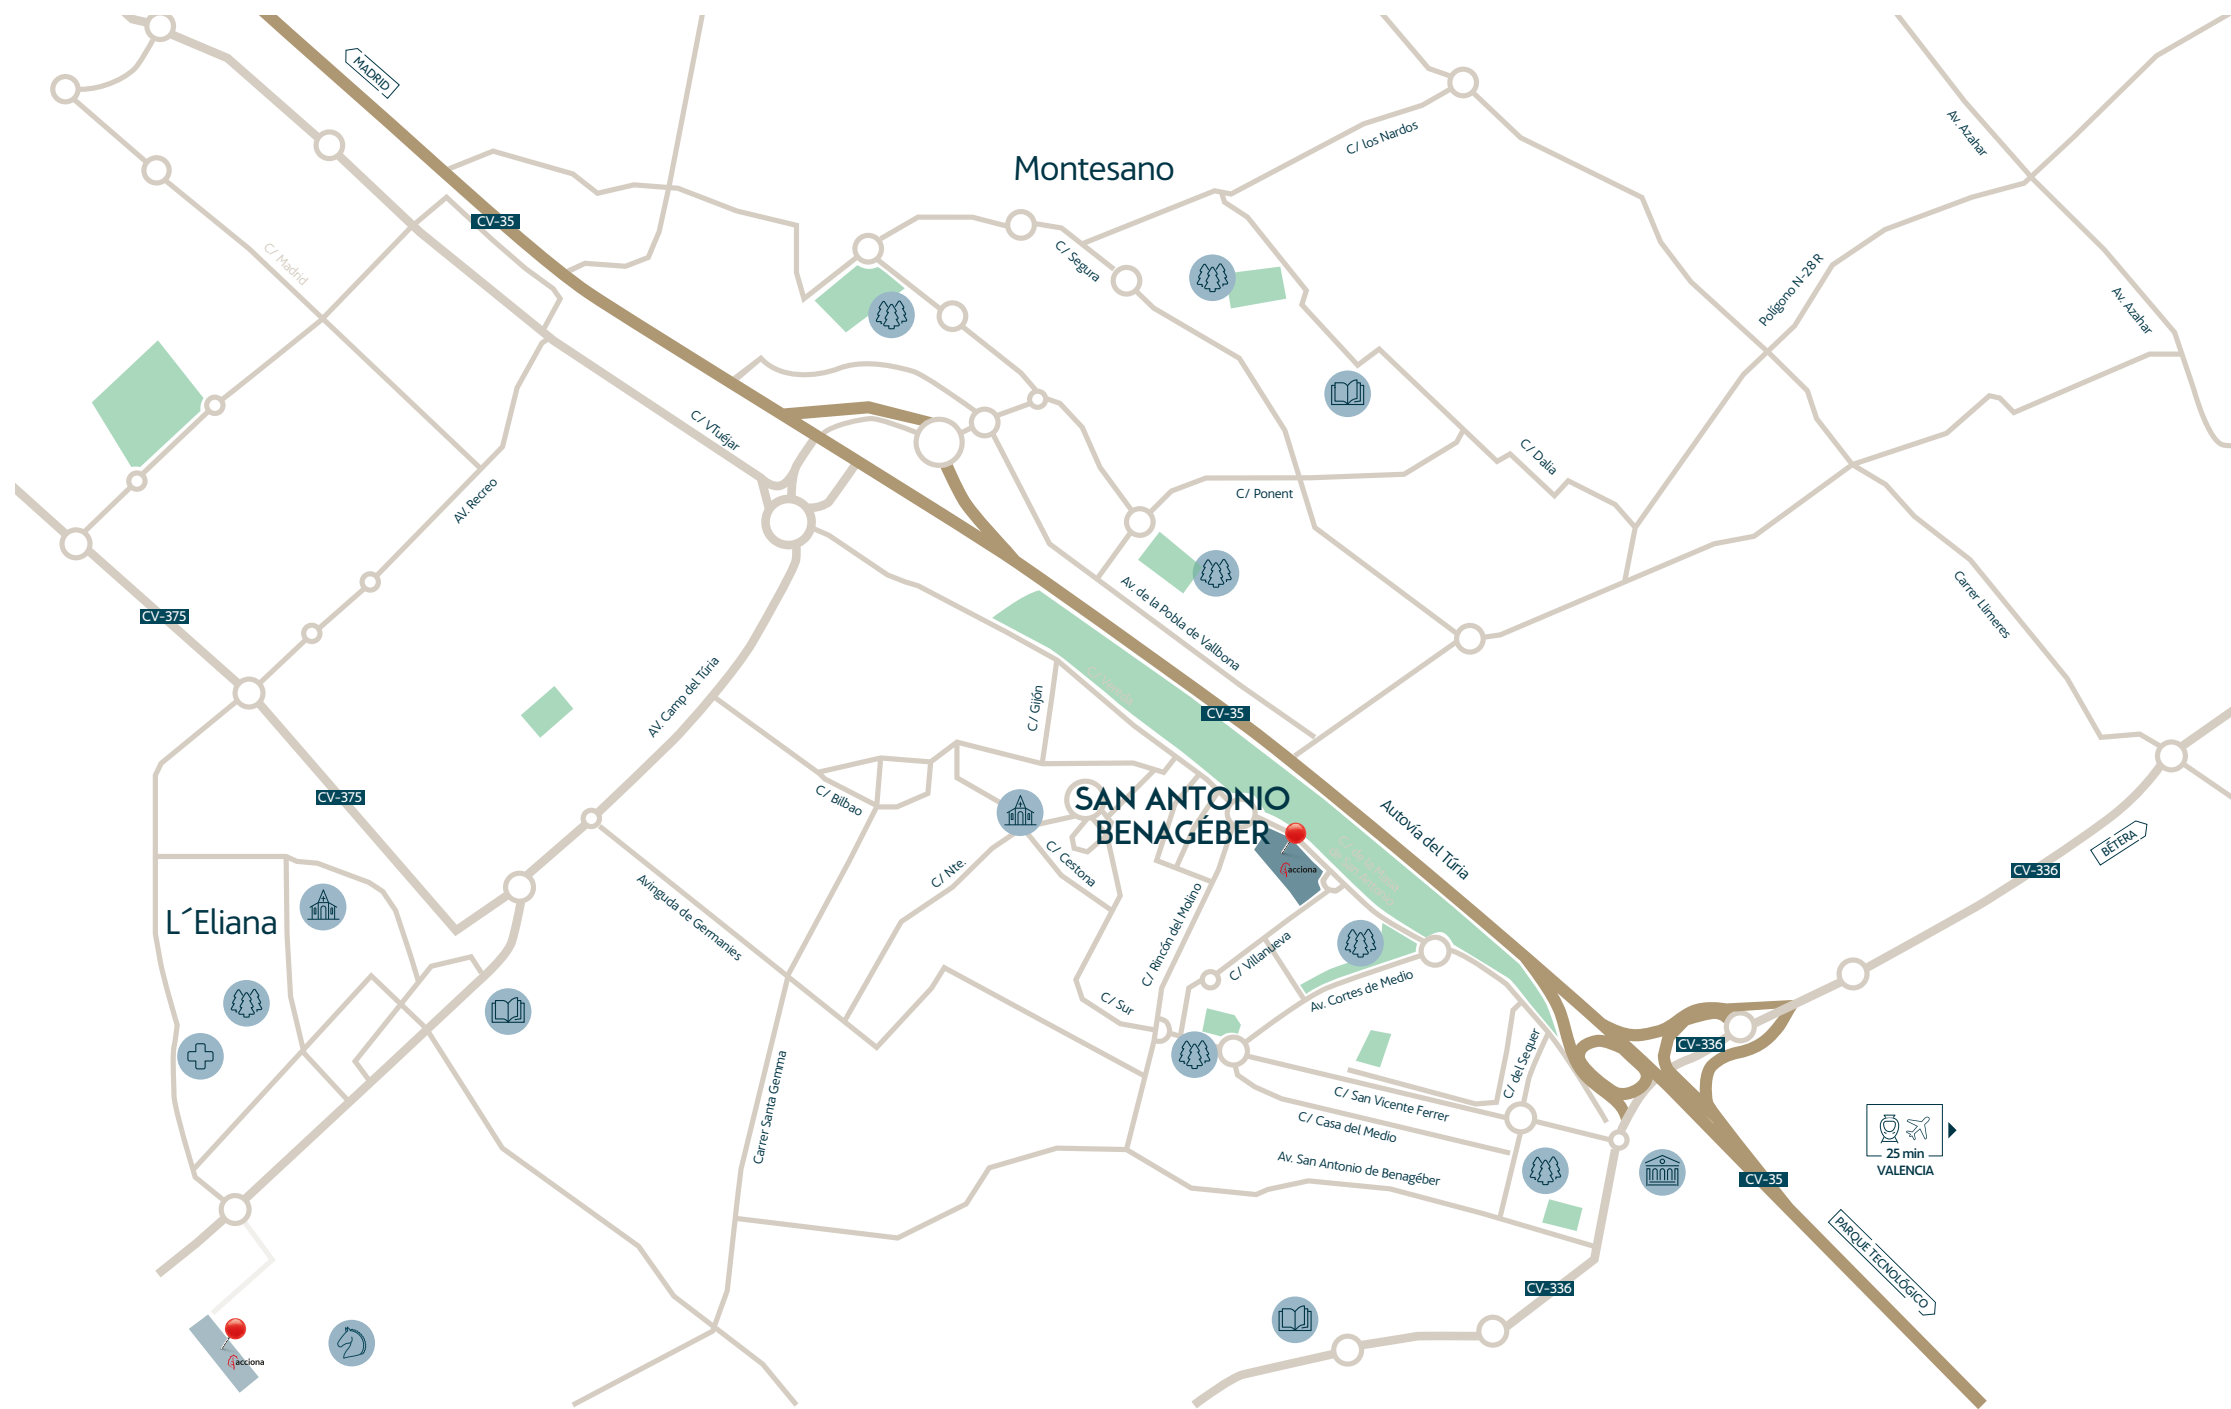 MADRID
Av. Azahar
C/ los Nardos
Montesano
CV-35
C/ Madrid
C/ Segura
Polígono N-28 R
Av. Azahar
C/ VTuéjar
C/ Dalia
AV. Recreo
C/ Ponent
CV-375
Av. de la Pobla de Vallbona
Carrer Llimeres
AV. Camp del Túria
C/ Gijón
CV-35
CV-375
C/ Bilbao
SAN ANTONIO
BENAGÉBER
Autovía del Túria
BÉTERA
CV-336
acciona
C/ Nte.
C/ Cestona
Avinguda de Germanies
L´Eliana
C/ Rincón del Molino
C/ Villanueva
Av. Cortes de Medio
C/ Sur
CV-336
C/ del Sequer
Carrer Santa Gemma
C/ San Vicente Ferrer
C/ Casa del Medio
Av. San Antonio de Benagéber
25 min
VALENCIA
CV-35
PARQUE TECNOLÓGICO
CV-336
acciona